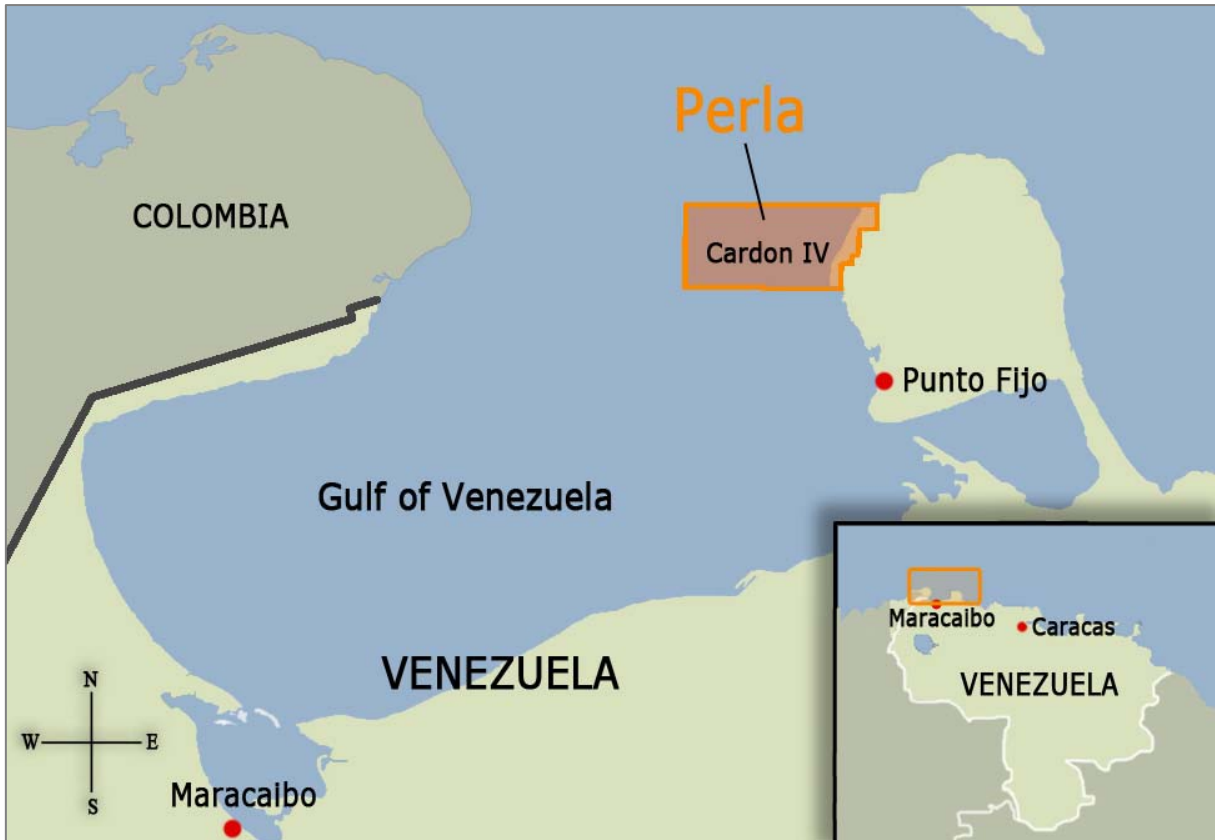 Perla
COLOMBIA
Cardon IV
Punto Fijo
Gulf of Venezuela
VENEZUELA
N
W
E
S
Maracaibo
Maracaibo
Caracas
VENEZUELA